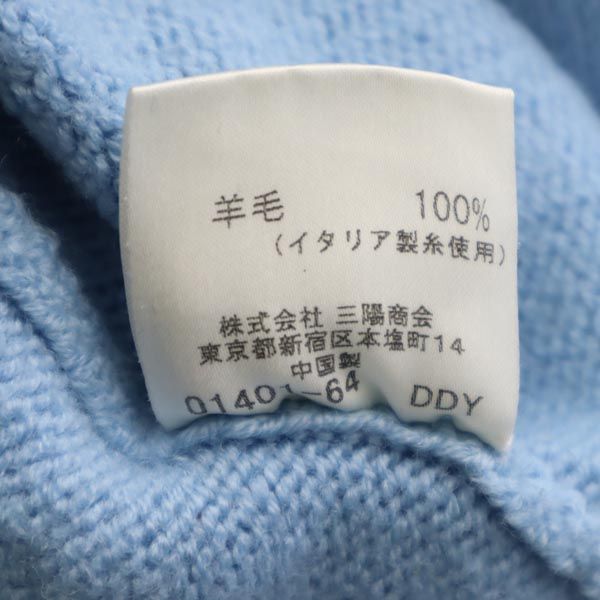 羊毛 100%
(イタリア製糸使用)
株式会社 三陽商会
東京都新宿区本塩町14
中国製
01401-64 DDY